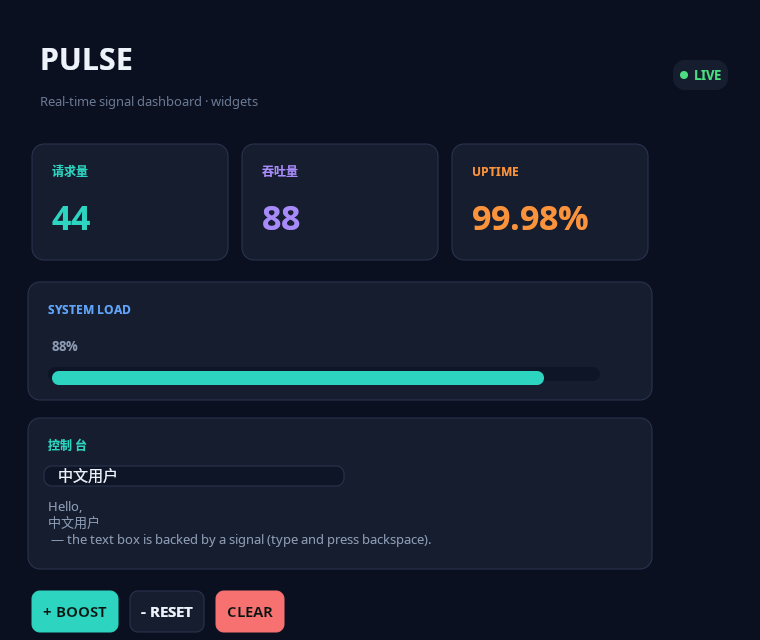 PULSE
LIVE
Real-time signal dashboard · widgets
请求量
吞吐量
UPTIME
44
88
99.98%
SYSTEM LOAD
88%
控制 台
中文用户
Hello,
中文用户
— the text box is backed by a signal (type and press backspace).
+ BOOST
- RESET
CLEAR